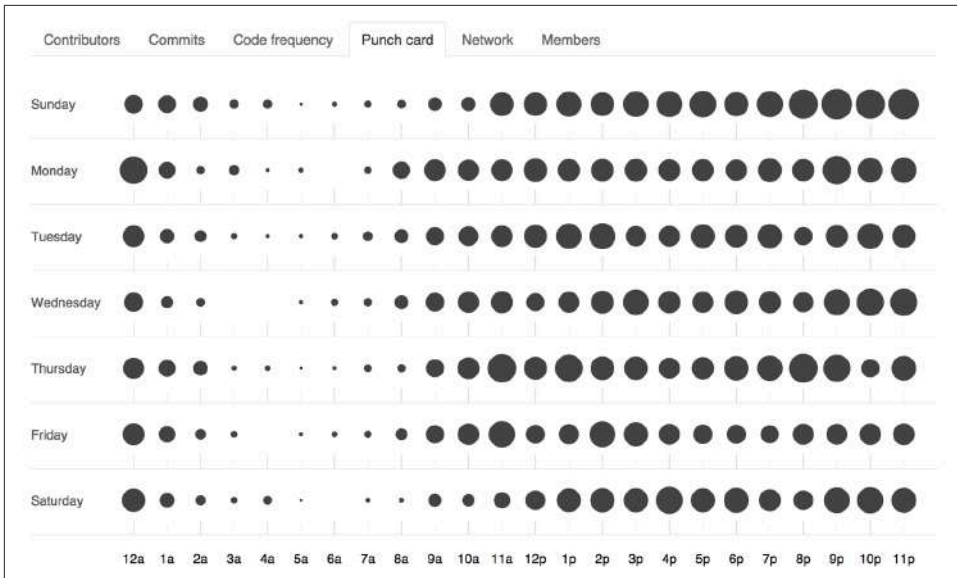 Contributors Commits Code frequency Punch card Network Members
Sunday
Monday
Tuesday
Wednesday
Thursday
Friday
Saturday
12a 1a 2a 3a 4a 5a 6a 7a 8a 9a 10a 11a 12p 1p 2p 3p 4p 5p 6p 7p 8p 9p 10p 11p